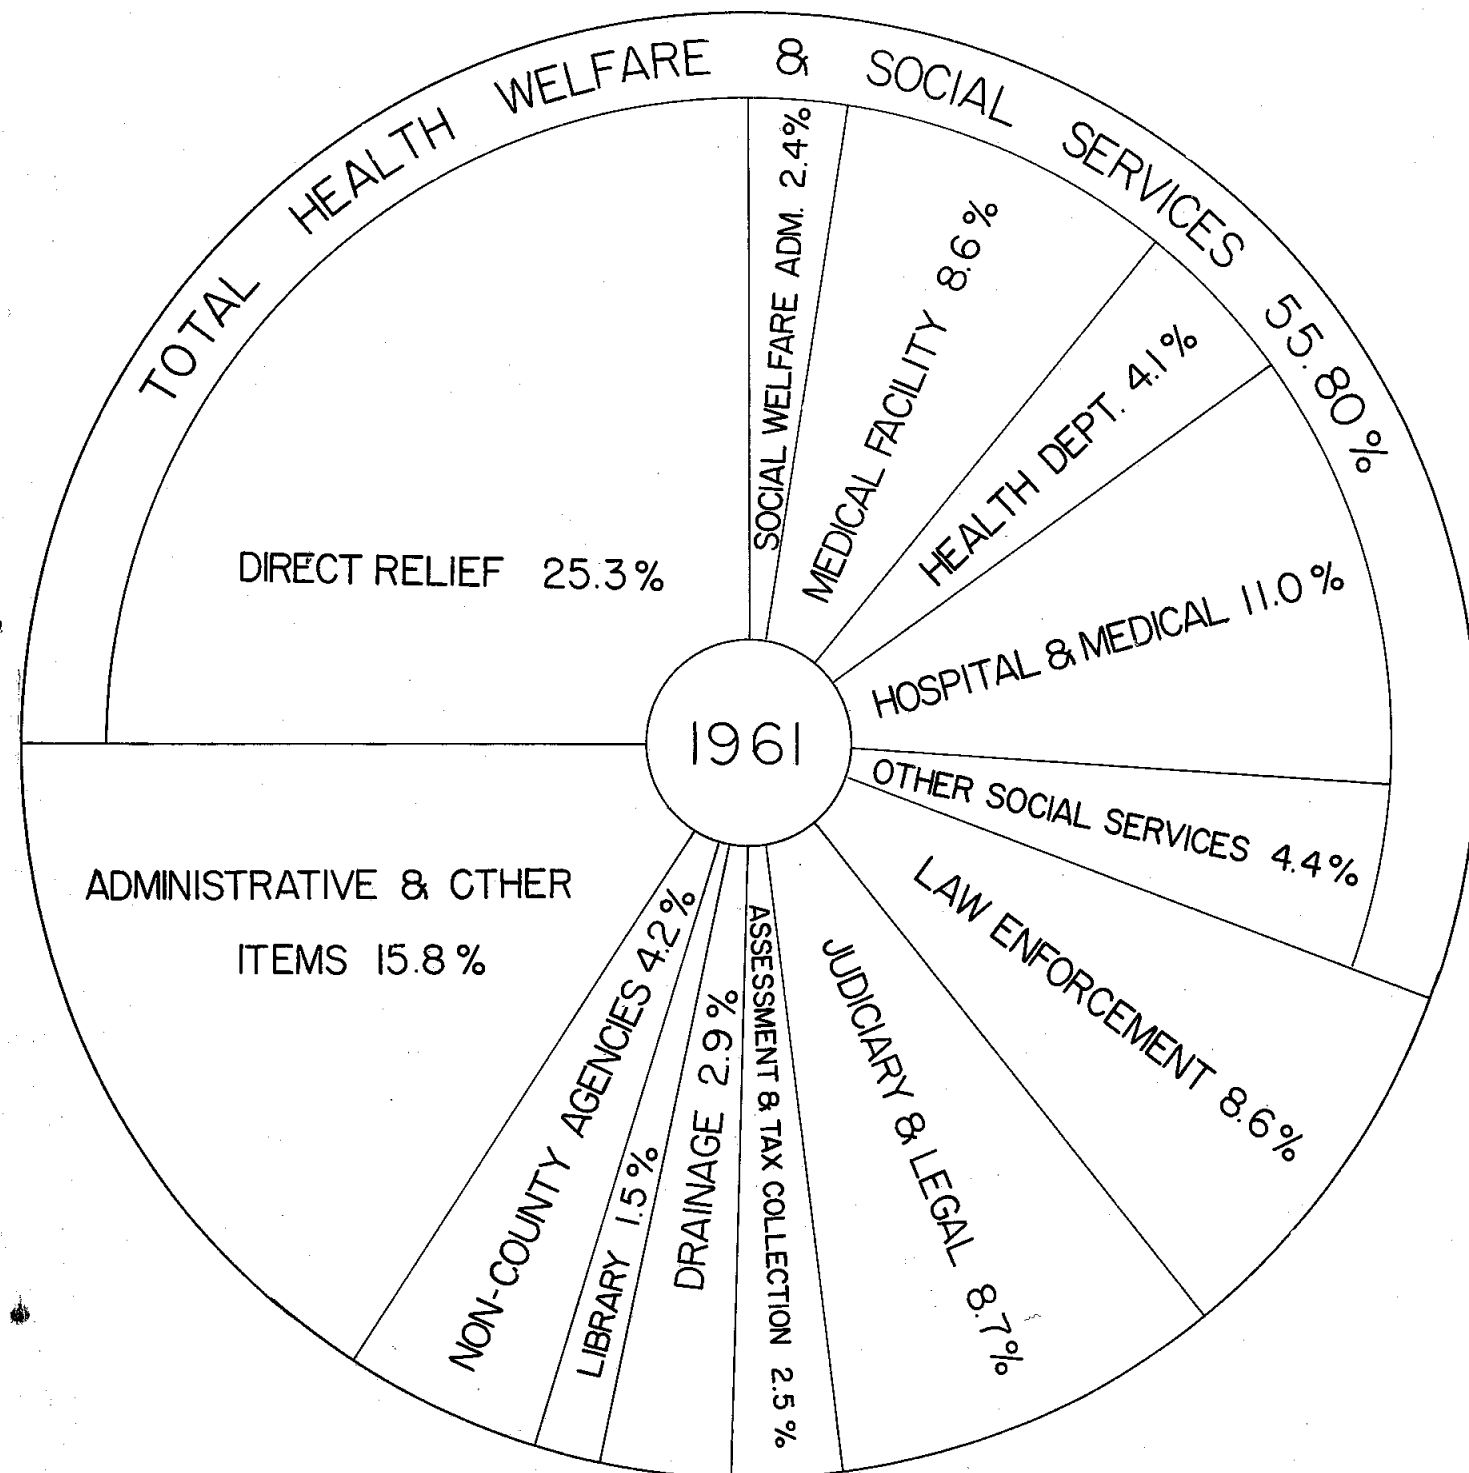 TOTAL HEALTH WELFARE & SOCIAL SERVICES 55.80%
SOCIAL WELFARE ADM. 2.4%
MEDICAL FACILITY 8.6%
HEALTH DEPT. 4.1%
HOSPITAL & MEDICAL 11.0%
OTHER SOCIAL SERVICES 4.4%
LAW ENFORCEMENT 8.6%
JUDICIARY & LEGAL 8.7%
ASSESSMENT & TAX COLLECTION 2.5%
DRAINAGE 2.9%
LIBRARY 1.5%
NON-COUNTY AGENCIES 4.2%
ADMINISTRATIVE & CTHER
ITEMS 15.8%
DIRECT RELIEF 25.3%
1961